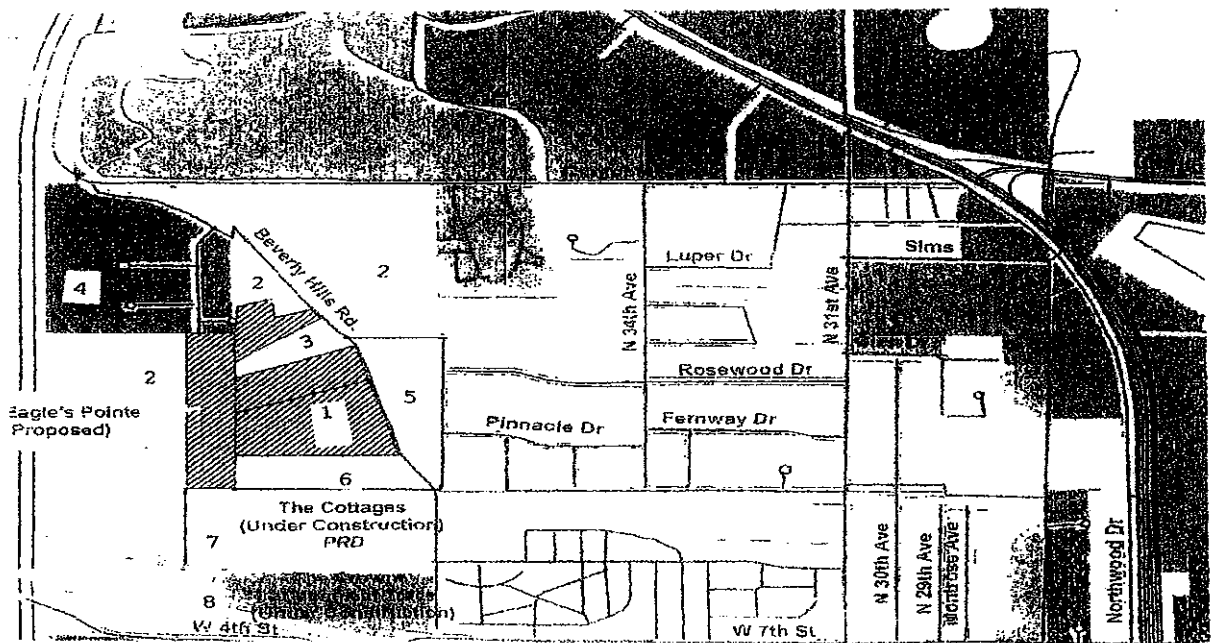 Beverly Hills Rd.
2
Luper Dr
Sims
4
2
N 34th Ave
N 31st Ave
3
2
Rosewood Dr
Eagle's Pointe
Proposed)
1
5
Pinnacle Dr
Fernway Dr
6
The Cottages
(Under Construction)
PRD
7
N 30th Ave
N 29th Ave
Montrose Ave
Northwood Dr
8
(Under Construction)
W 4th St
W 7th St